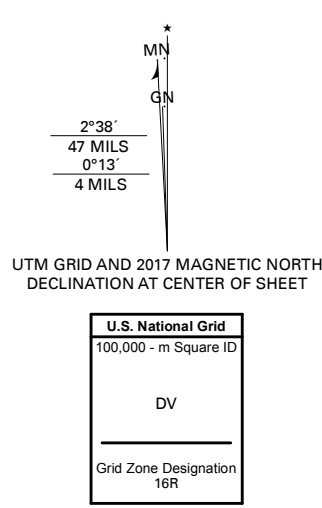 MN
GN
2°38´
47 MILS
0°13´
4 MILS
UTM GRID AND 2017 MAGNETIC NORTH
DECLINATION AT CENTER OF SHEET
U.S. National Grid
100,000 - m Square ID
DV
Grid Zone Designation
16R